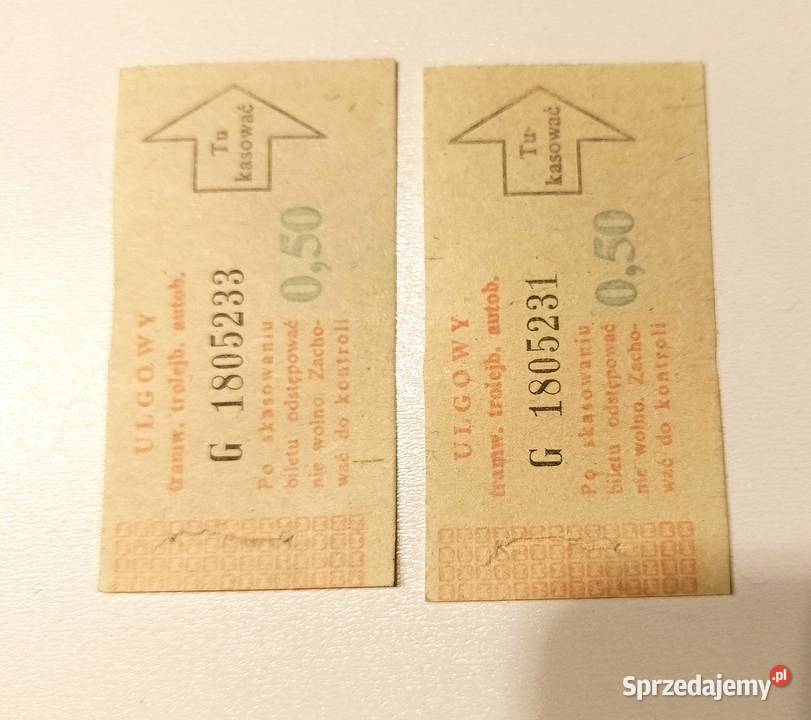 Tu
kasować
ULGOWY
tramw. trolejb. autob.
G 1805233
0,50
Po skasowaniu
biletu odstępować
nie wolno. Zacho-
wać do kontroli
Tu
kasować
ULGOWY
tramw. trolejb. autob.
G 1805231
0,50
Po skasowaniu
biletu odstępować
nie wolno. Zacho-
wać do kontroli
Sprzedajemy.pl